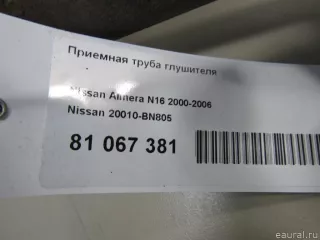 Приемная труба глушителя
Nissan Almera N16 2000-2006
Nissan 20010-BN805
81 067 381
eaural.ru